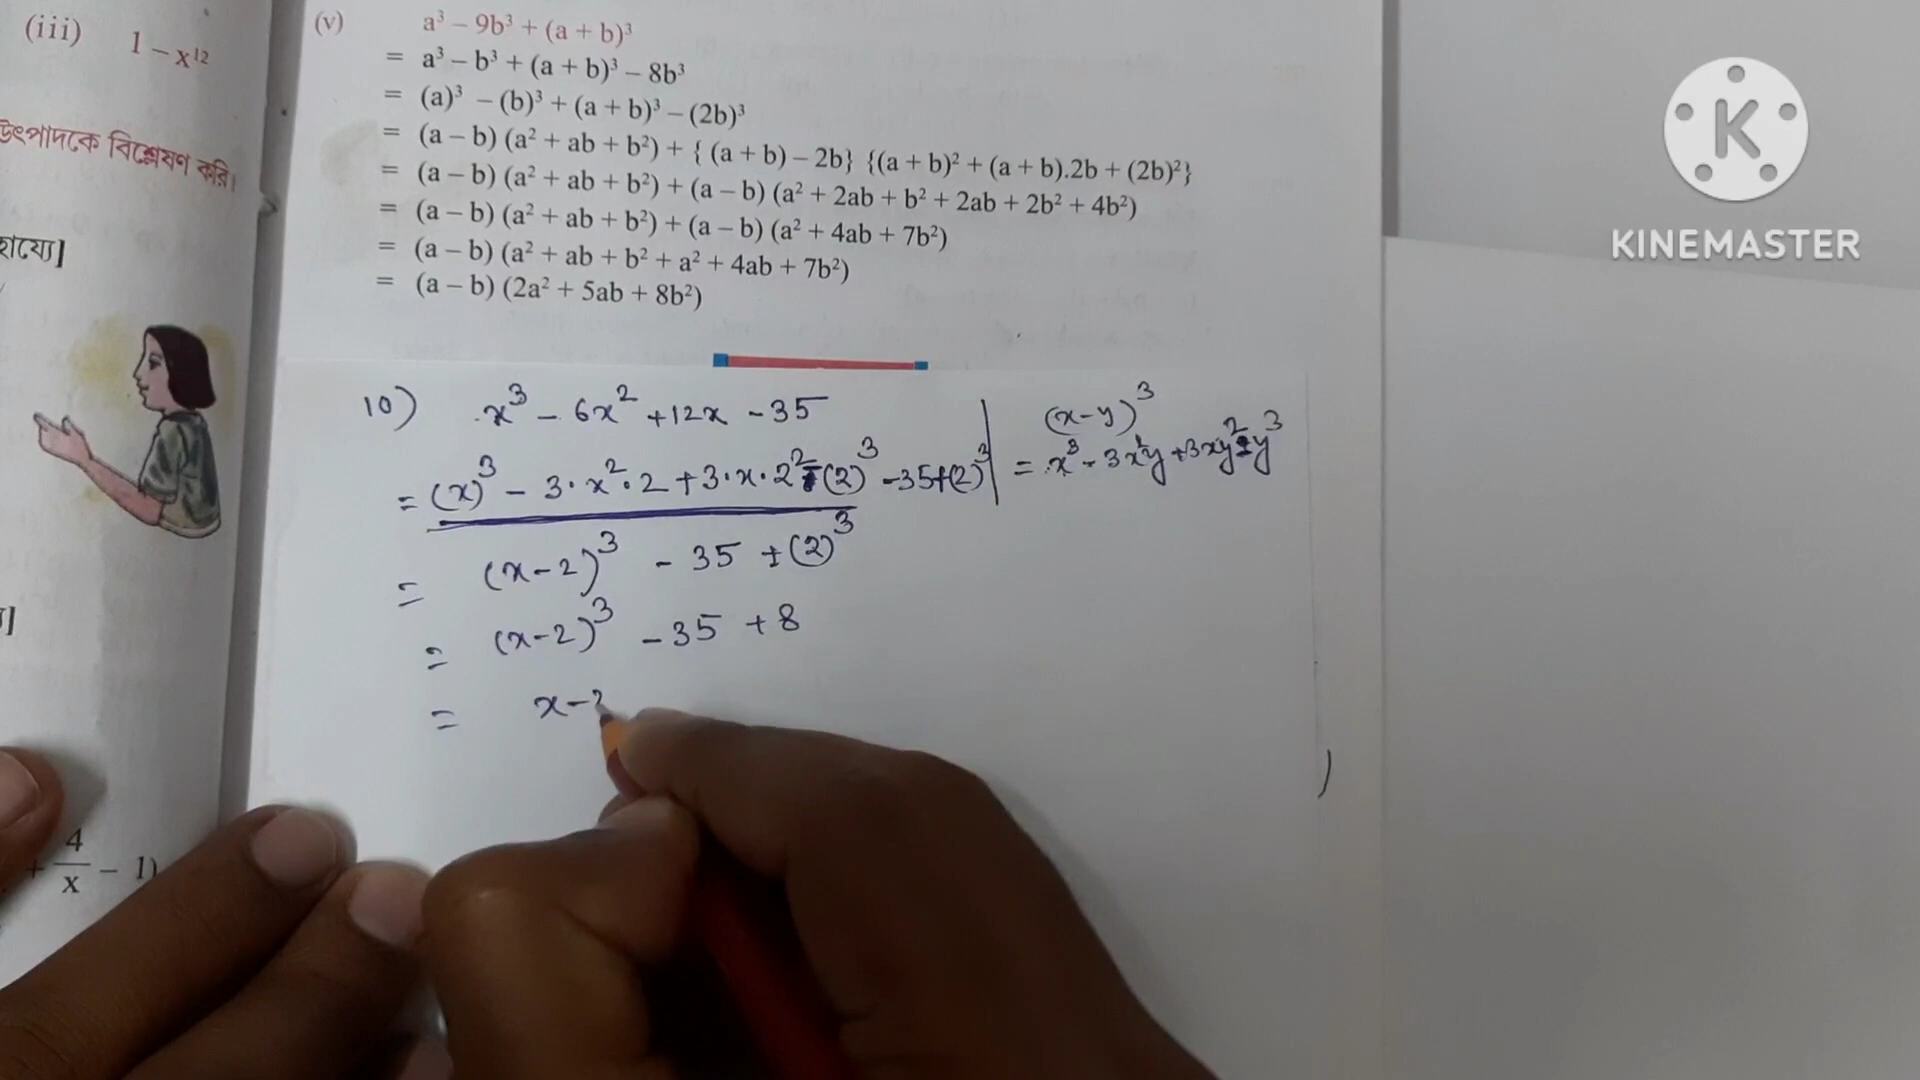 (iii) 1 – x¹²
উৎপাদকে বিশ্লেষণ করি।
হায্যে]
]
+ 4/x – 1)
(v) a³ – 9b³ + (a + b)³
= a³ – b³ + (a + b)³ – 8b³
= (a)³ – (b)³ + (a + b)³ – (2b)³
= (a – b) (a² + ab + b²) + { (a + b) – 2b} {(a + b)² + (a + b).2b + (2b)²}
= (a – b) (a² + ab + b²) + (a – b) (a² + 2ab + b² + 2ab + 2b² + 4b²)
= (a – b) (a² + ab + b²) + (a – b) (a² + 4ab + 7b²)
= (a – b) (a² + ab + b² + a² + 4ab + 7b²)
= (a – b) (2a² + 5ab + 8b²)
10) x³ - 6x² + 12x - 35
= (x)³ - 3·x²·2 + 3·x·2² - (2)³ - 35 + (2)³
= (x-2)³ - 35 + (2)³
= (x-2)³ - 35 + 8
= x-2
(x-y)³
= x³ - 3x²y + 3xy² - y³
KINEMASTER